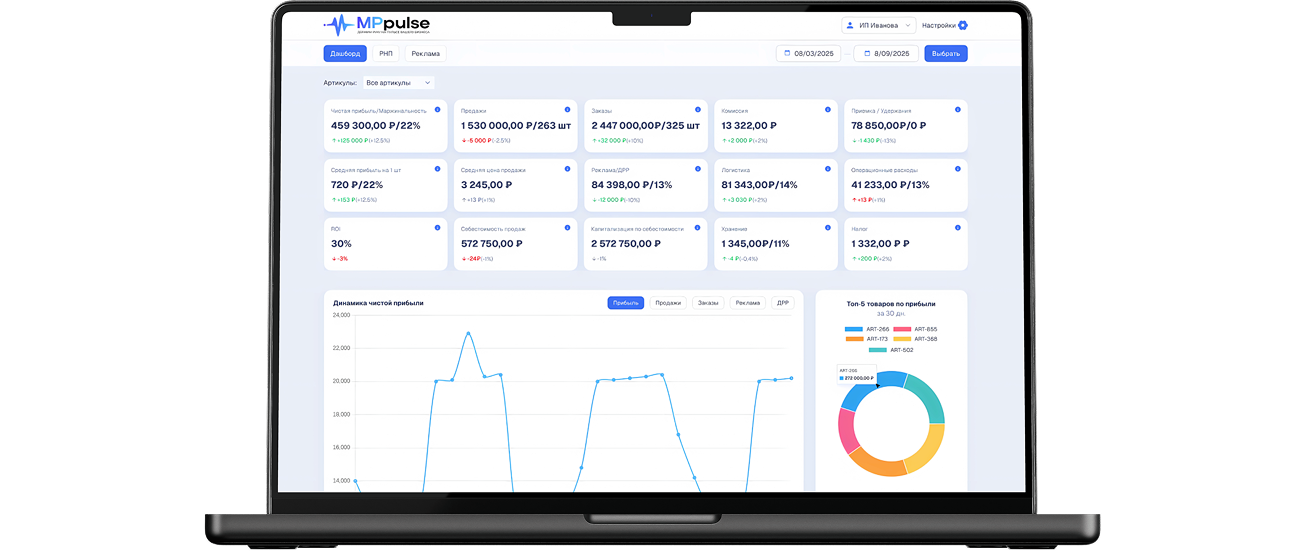 MPpulse
ИП Иванова
Настройки
Дашборд
РНП
Реклама
08/03/2025
8/09/2025
Выбрать
Артикулы:
Все артикулы
Чистая прибыль/Маржинальность
459 300,00 ₽/22%
↑+125 000 ₽(+12.5%)
Продажи
1 530 000,00 ₽/263 шт
↓-5 000 ₽(-2.5%)
Заказы
2 447 000,00₽/325 шт
↑+32 000 ₽(+10%)
Комиссия
13 322,00 ₽
↑+2 000 ₽(+2%)
Приемка / Удержания
78 850,00₽/0 ₽
↓-1 430 ₽(-13%)
Средняя прибыль на 1 шт
720 ₽/22%
↑+153 ₽(+12.5%)
Средняя цена продажи
3 245,00 ₽
↑+13 ₽(+1%)
Реклама/ДРР
84 398,00 ₽/13%
↓-12 000 ₽(-10%)
Логистика
81 343,00₽/14%
↑+3 030 ₽(+2%)
Операционные расходы
41 233,00 ₽/13%
↑+13 ₽(+1%)
ROI
30%
↓-3%
Себестоимость продаж
572 750,00 ₽
↓-24₽(-1%)
Капитализация по себестоимости
2 572 750,00 ₽
↓-1%
Хранения
1 345,00₽/11%
↑-4 ₽(-0.4%)
Налог
1 332,00 ₽ ₽
↑+200 ₽(+2%)
Динамика чистой прибыли
Прибыль
Продажи
Заказы
Реклама
ДРР
24,000
22,000
20,000
18,000
16,000
14,000
Топ-5 товаров по прибыли
за 30 дн.
ART-266
ART-855
ART-173
ART-368
ART-502
ART-266
272 000,00 ₽